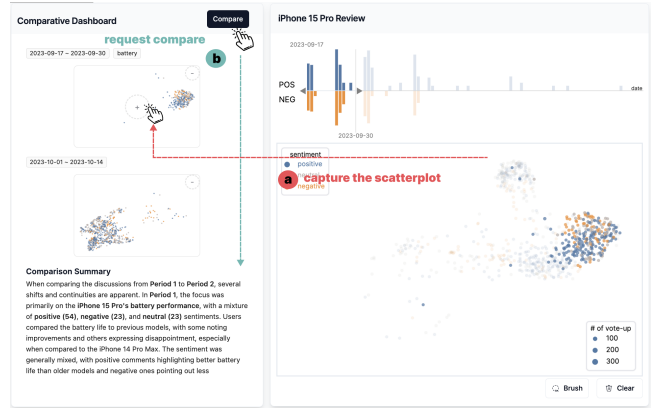 Comparative Dashboard
Compare
request compare
b
2023-09-17 ~ 2023-09-30
battery
-
+
2023-10-01 ~ 2023-10-14
-
Comparison Summary
When comparing the discussions from Period 1 to Period 2, several
shifts and continuities are apparent. In Period 1, the focus was
primarily on the iPhone 15 Pro's battery performance, with a mixture
of positive (54), negative (23), and neutral (23) sentiments. Users
compared the battery life to previous models, with some noting
improvements and others expressing disappointment, especially
when compared to the iPhone 14 Pro Max. The sentiment was
generally mixed, with positive comments highlighting better battery
life than older models and negative ones pointing out less
iPhone 15 Pro Review
2023-09-17
POS
NEG
date
2023-09-30
sentiment
positive
a capture the scatterplot
negative
# of vote-up
100
200
300
Brush
Clear